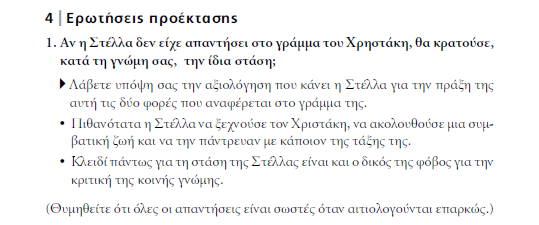 4 | Ερωτήσεις προέκτασης
1. Αν η Στέλλα δεν είχε απαντήσει στο γράμμα του Χρηστάκη, θα κρατούσε,
κατά τη γνώμη σας, την ίδια στάση;
Λάβετε υπόψη σας την αξιολόγηση που κάνει η Στέλλα για την πράξη της
αυτή τις δύο φορές που αναφέρεται στο γράμμα της.
• Πιθανότατα η Στέλλα να ξεχνούσε τον Χριστάκη, να ακολουθούσε μια συμ-
βατική ζωή και να την πάντρευαν με κάποιον της τάξης της.
• Κλειδί πάντως για τη στάση της Στέλλας είναι και ο δικός της φόβος για την
κριτική της κοινής γνώμης.
(Θυμηθείτε ότι όλες οι απαντήσεις είναι σωστές όταν αιτιολογούνται επαρκώς.)